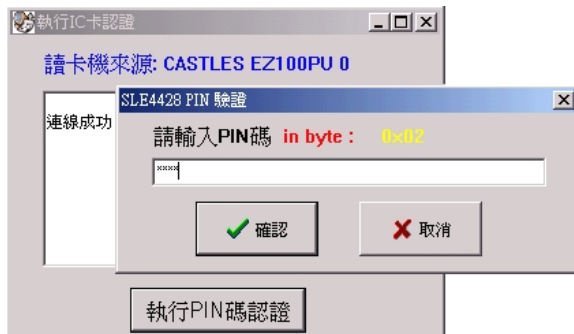 執行IC卡認證
讀卡機來源: CASTLES EZ100PU 0
SLE4428 PIN 驗證
連線成功
請輸入PIN碼 in byte : 0x02
****
確認
取消
執行PIN碼認證